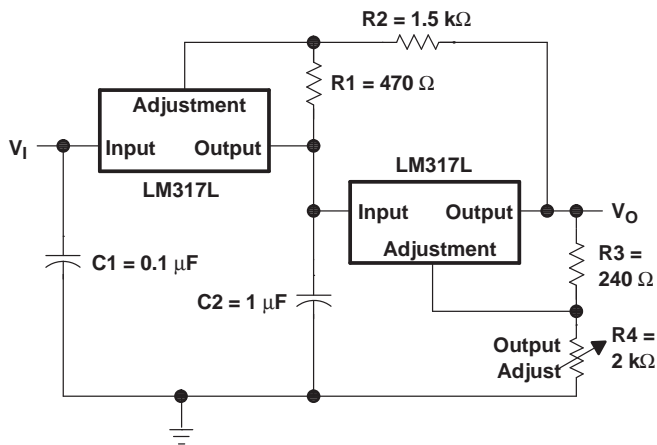 R2 = 1.5 kΩ
R1 = 470 Ω
Adjustment
VI
Input Output
LM317L
LM317L
Input Output
VO
Adjustment
C1 = 0.1 μF
R3 =
240 Ω
C2 = 1 μF
Output
Adjust
R4 =
2 kΩ